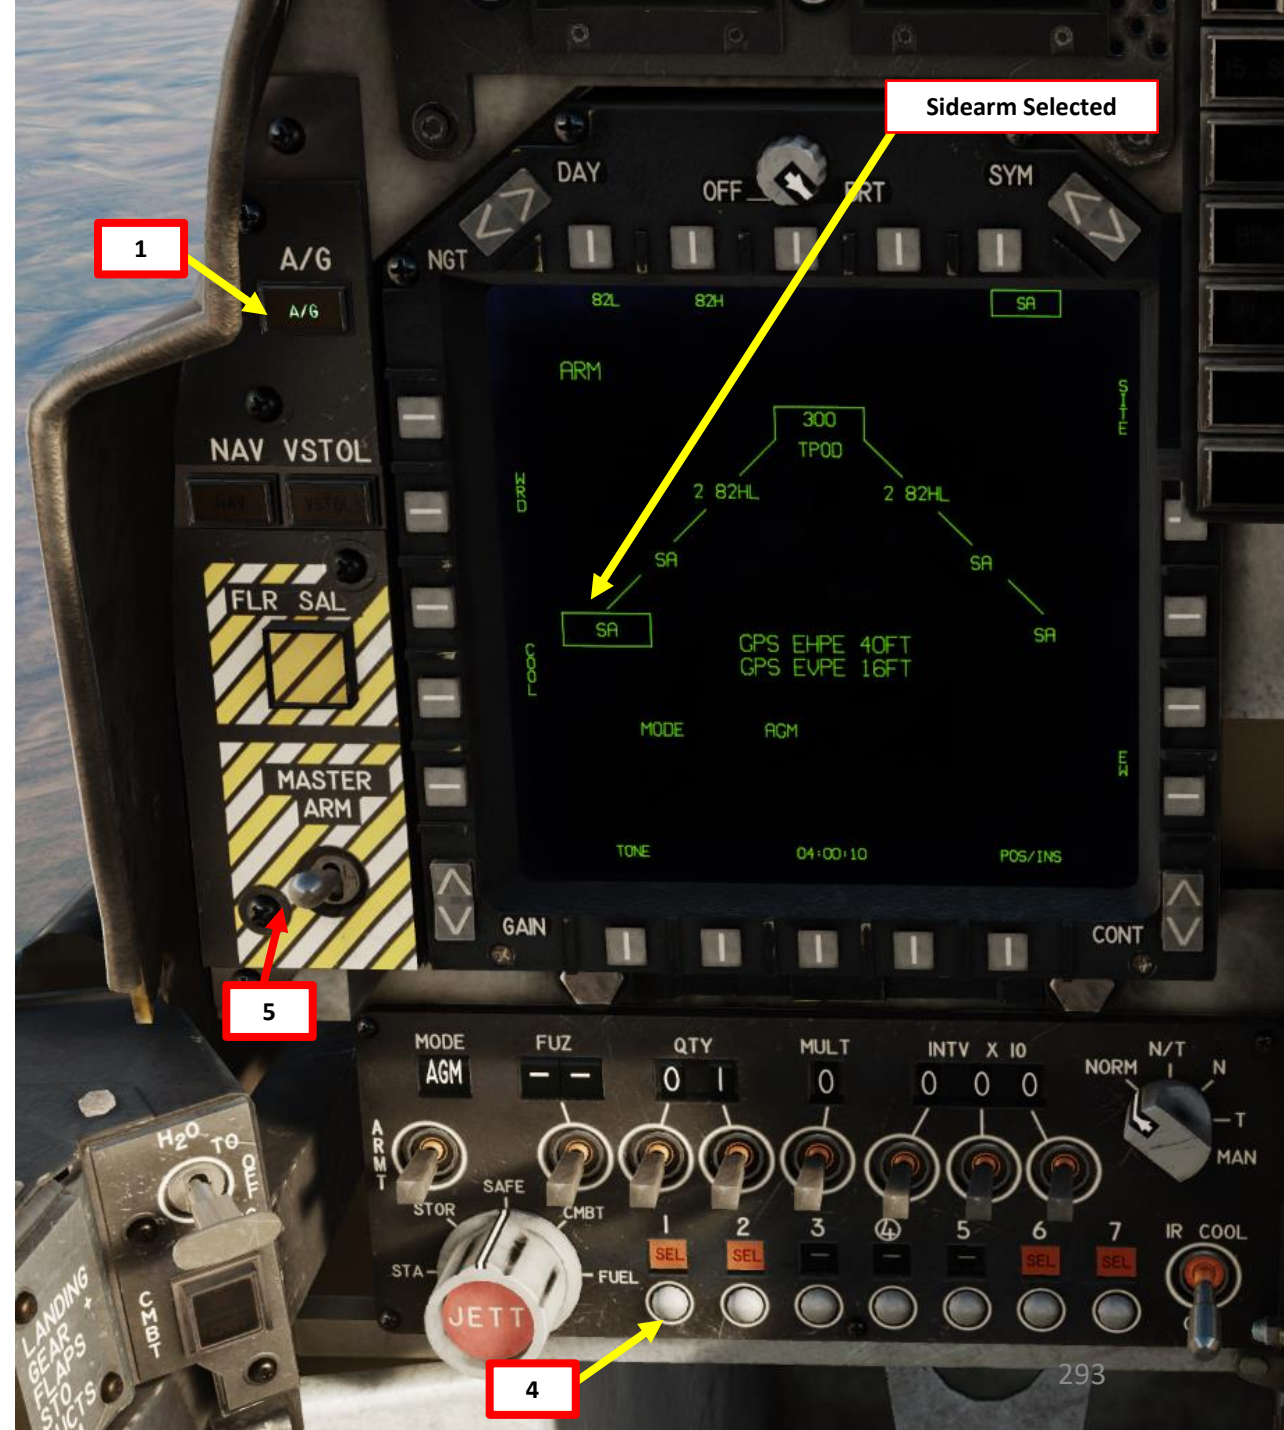 Sidearm Selected
DAY
OFF
BRT
SYM
1
A/G
NGT
A/G
82L
82H
SA
ARM
SITE
300
TPOD
NAV VSTOL
WRD
2 82HL
2 82HL
NAV
VSTOL
SA
SA
FLR SAL
SA
SA
GPS EHPE 40FT
GPS EVPE 16FT
COOL
MODE
AGM
EW
MASTER
ARM
TONE
04:00:10
POS/INS
GAIN
CONT
5
MODE
FUZ
QTY
MULT
INTV X 10
N/T
NORM
N
AGM
– –
0 1
0
0 0 0
T
MAN
ARMT
H2O
TO
SAFE
STOR
CMBT
STA
FUEL
JETT
1 2 3 4 5 6 7
IR COOL
SEL SEL – – – SEL SEL
CMBT
LANDING
GEAR +
FLAPS
STO
4
293